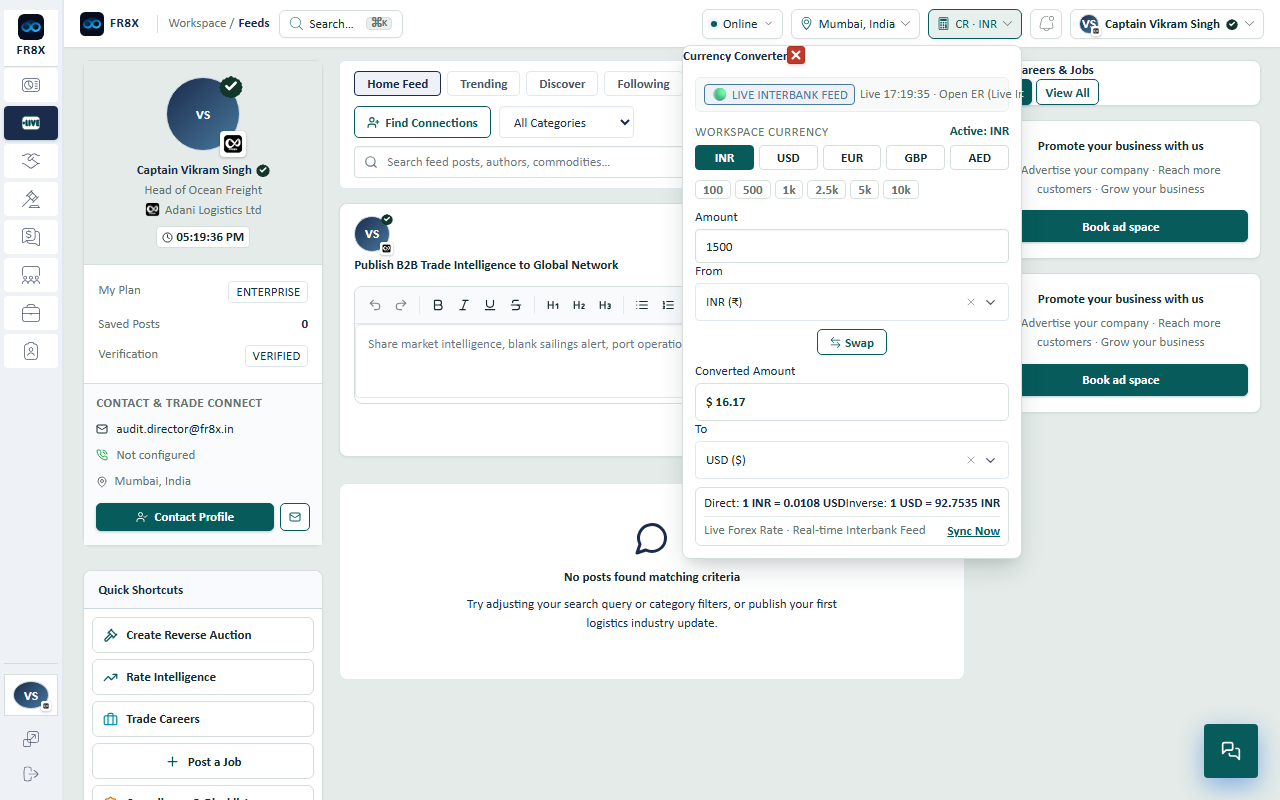 FR8X
FR8X
Workspace / Feeds
Search...
⌘K
Online
Mumbai, India
CR · INR
VS
Captain Vikram Singh
LIVE
VS
Captain Vikram Singh
Head of Ocean Freight
Adani Logistics Ltd
05:19:36 PM
My Plan
ENTERPRISE
Saved Posts
0
Verification
VERIFIED
CONTACT & TRADE CONNECT
audit.director@fr8x.in
Not configured
Mumbai, India
Contact Profile
Quick Shortcuts
Create Reverse Auction
Rate Intelligence
Trade Careers
Post a Job
VS
Home Feed
Trending
Discover
Following
Find Connections
All Categories
Search feed posts, authors, commodities...
VS
Publish B2B Trade Intelligence to Global Network
B I U S H1 H2 H3
Share market intelligence, blank sailings alert, port operatio
No posts found matching criteria
Try adjusting your search query or category filters, or publish your first
logistics industry update.
Currency Converter
LIVE INTERBANK FEED
Live 17:19:35 · Open ER (Live Ir
WORKSPACE CURRENCY
Active: INR
INR
USD
EUR
GBP
AED
100
500
1k
2.5k
5k
10k
Amount
1500
From
INR (₹)
Swap
Converted Amount
$ 16.17
To
USD ($)
Direct: 1 INR = 0.0108 USD
Inverse: 1 USD = 92.7535 INR
Live Forex Rate · Real-time Interbank Feed
Sync Now
areers & Jobs
View All
Promote your business with us
Advertise your company · Reach more
customers · Grow your business
Book ad space
Promote your business with us
Advertise your company · Reach more
customers · Grow your business
Book ad space